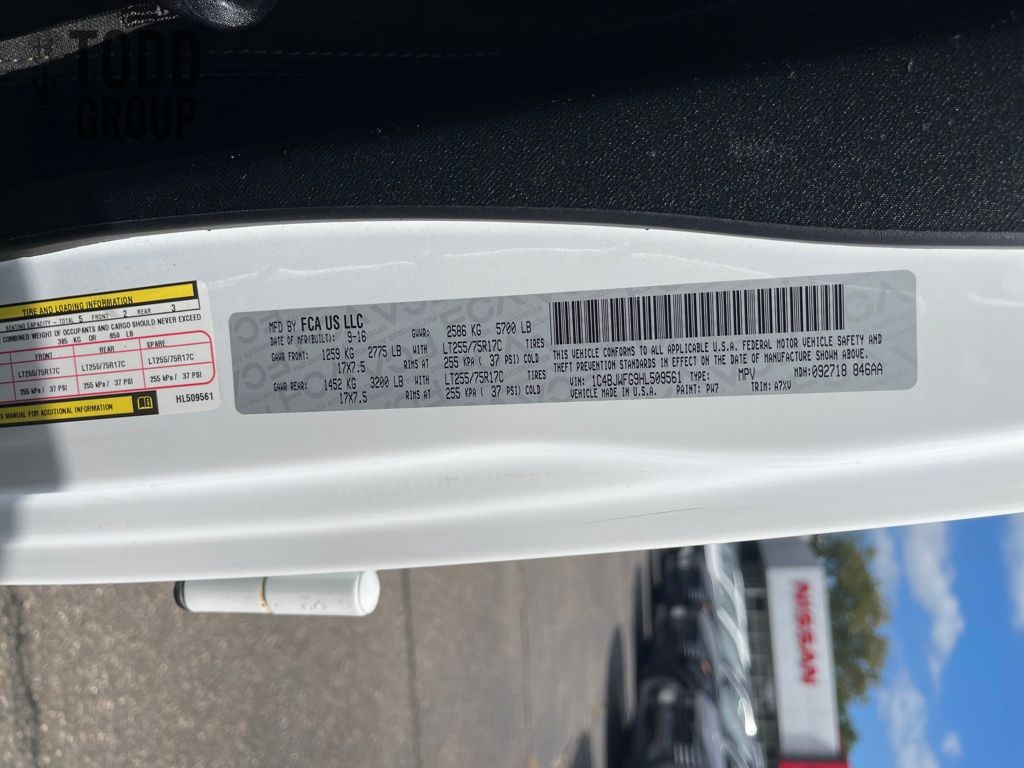 TODD
GROUP
TIRE AND LOADING INFORMATION
SEATING CAPACITY - TOTAL 5 FRONT 2 REAR 3
COMBINED WEIGHT OF OCCUPANTS AND CARGO SHOULD NEVER EXCEED
385 KG OR 850 LB
FRONT REAR SPARE
LT255/75R17C LT255/75R17C LT255/75R17C
255 kPa / 37 PSI 255 kPa / 37 PSI 255 kPa / 37 PSI
MANUAL FOR ADDITIONAL INFORMATION
HL509561
MFD BY FCA US LLC
DATE OF MFR(BUILT): 9-16 GVWR: 2586 KG 5700 LB
GAWR FRONT: 1259 KG 2775 LB WITH LT255/75R17C TIRES
17X7.5 RIMS AT 255 KPA ( 37 PSI) COLD
GAWR REAR: 1452 KG 3200 LB WITH LT255/75R17C TIRES
17X7.5 RIMS AT 255 KPA ( 37 PSI) COLD
THIS VEHICLE CONFORMS TO ALL APPLICABLE U.S.A. FEDERAL MOTOR VEHICLE SAFETY AND
THEFT PREVENTION STANDARDS IN EFFECT ON THE DATE OF MANUFACTURE SHOWN ABOVE.
VIN: 1C4BJWFG9HL509561 TYPE: MPV MDH: 092718 846AA
VEHICLE MADE IN U.S.A. PAINT: PW7 TRIM: A7XV
NISSAN